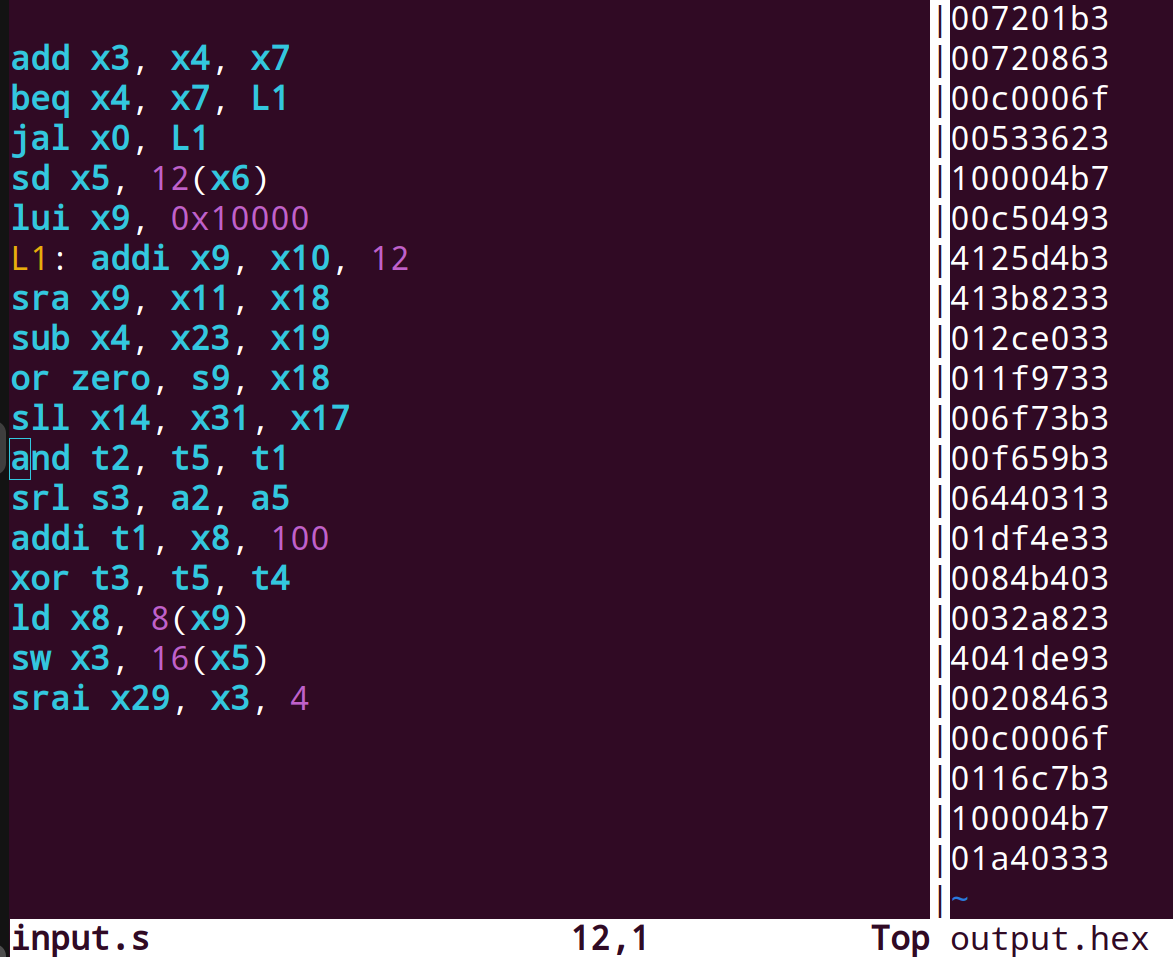 add x3, x4, x7
beq x4, x7, L1
jal x0, L1
sd x5, 12(x6)
lui x9, 0x10000
L1: addi x9, x10, 12
sra x9, x11, x18
sub x4, x23, x19
or zero, s9, x18
sll x14, x31, x17
and t2, t5, t1
srl s3, a2, a5
addi t1, x8, 100
xor t3, t5, t4
ld x8, 8(x9)
sw x3, 16(x5)
srai x29, x3, 4
input.s 12,1 Top
|007201b3
|00720863
|00c0006f
|00533623
|100004b7
|00c50493
|4125d4b3
|413b8233
|012ce033
|011f9733
|006f73b3
|00f659b3
|06440313
|01df4e33
|0084b403
|0032a823
|4041de93
|00208463
|00c0006f
|0116c7b3
|100004b7
|01a40333
|~
output.hex